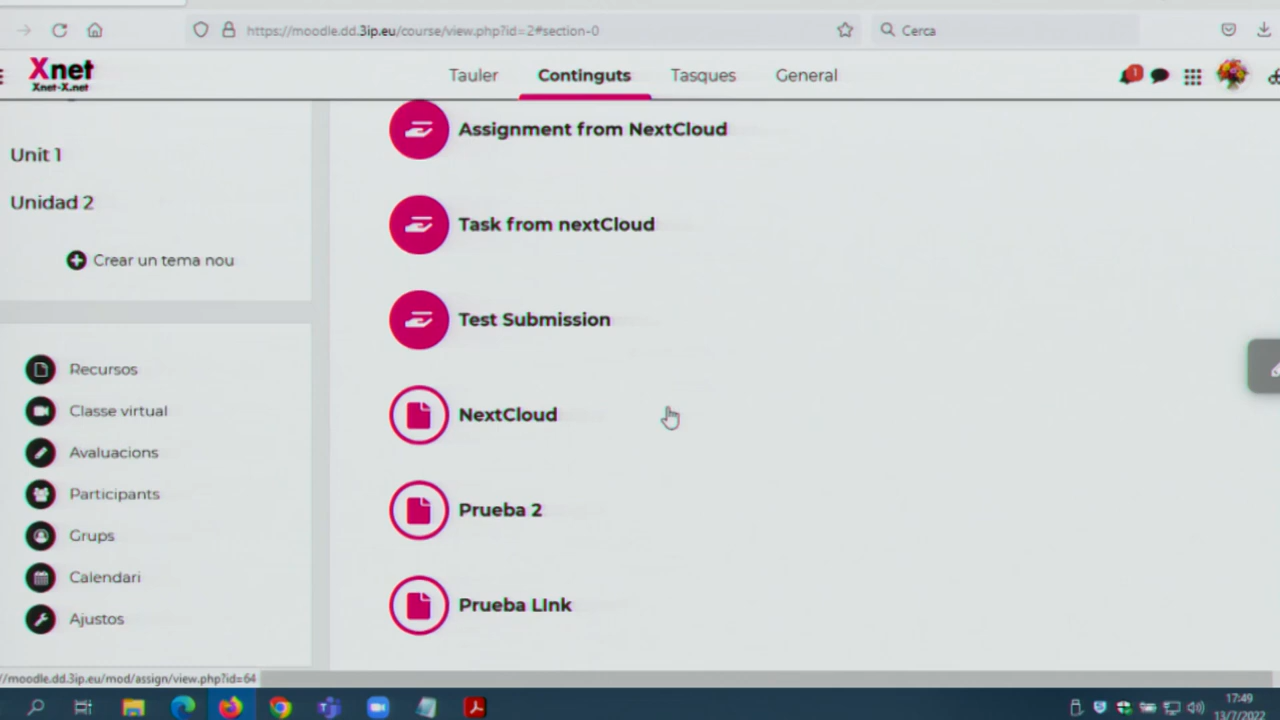 https://moodle.dd.3ip.eu/course/view.php?id=2#section-0
Cerca
Xnet
Xnet-X.net
Tauler
Continguts
Tasques
General
1
Unit 1
Unidad 2
Crear un tema nou
Recursos
Classe virtual
Avaluacions
Participants
Grups
Calendari
Ajustos
Assignment from NextCloud
Task from nextCloud
Test Submission
NextCloud
Prueba 2
Prueba LInk
//moodle.dd.3ip.eu/mod/assign/view.php?id=64
17:49
13/7/2022